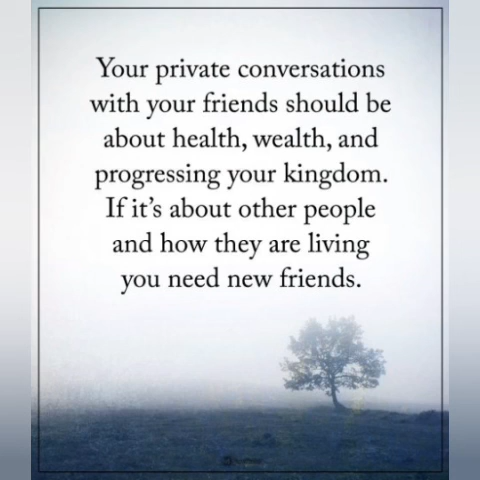 Your private conversations
with your friends should be
about health, wealth, and
progressing your kingdom.
If it's about other people
and how they are living
you need new friends.